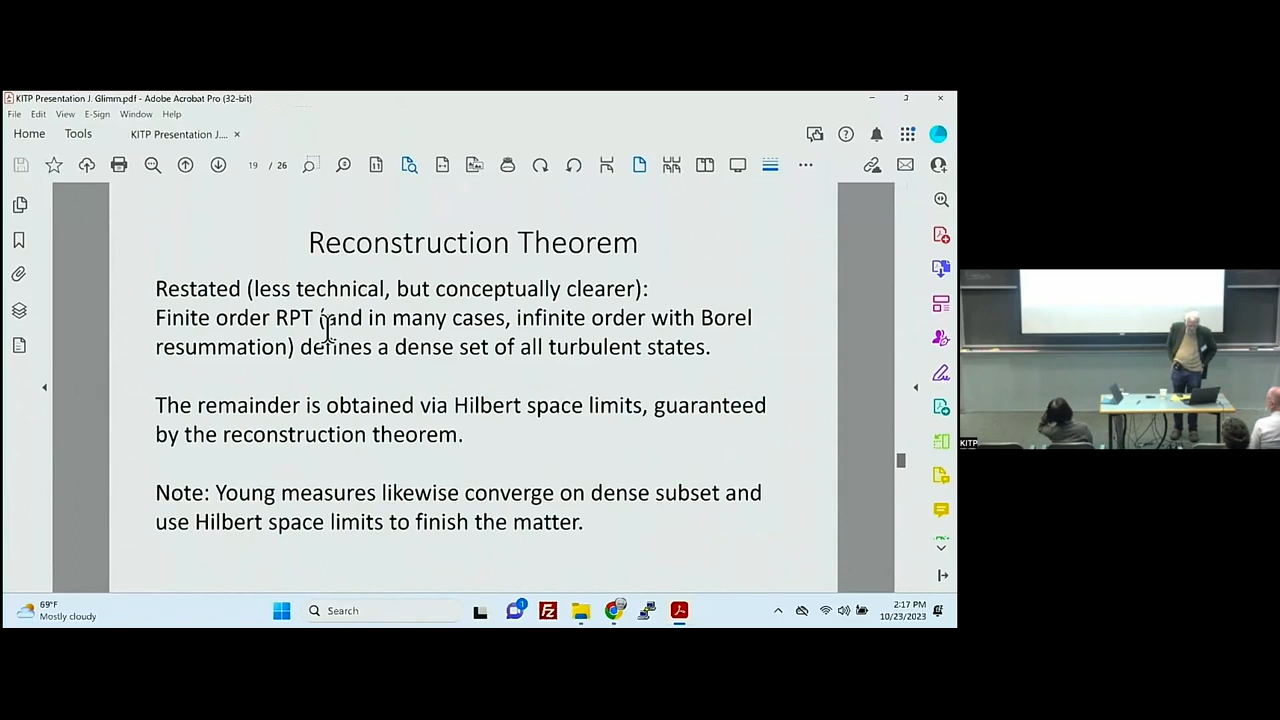 KITP Presentation J. Glimm.pdf - Adobe Acrobat Pro (32-bit)
File Edit View E-Sign Window Help
Home Tools KITP Presentation J.... ×
19 / 26
Reconstruction Theorem
Restated (less technical, but conceptually clearer):
Finite order RPT (and in many cases, infinite order with Borel
resummation) defines a dense set of all turbulent states.
The remainder is obtained via Hilbert space limits, guaranteed
by the reconstruction theorem.
Note: Young measures likewise converge on dense subset and
use Hilbert space limits to finish the matter.
KITP
69°F
Mostly cloudy
Search
1
2:17 PM
10/23/2023